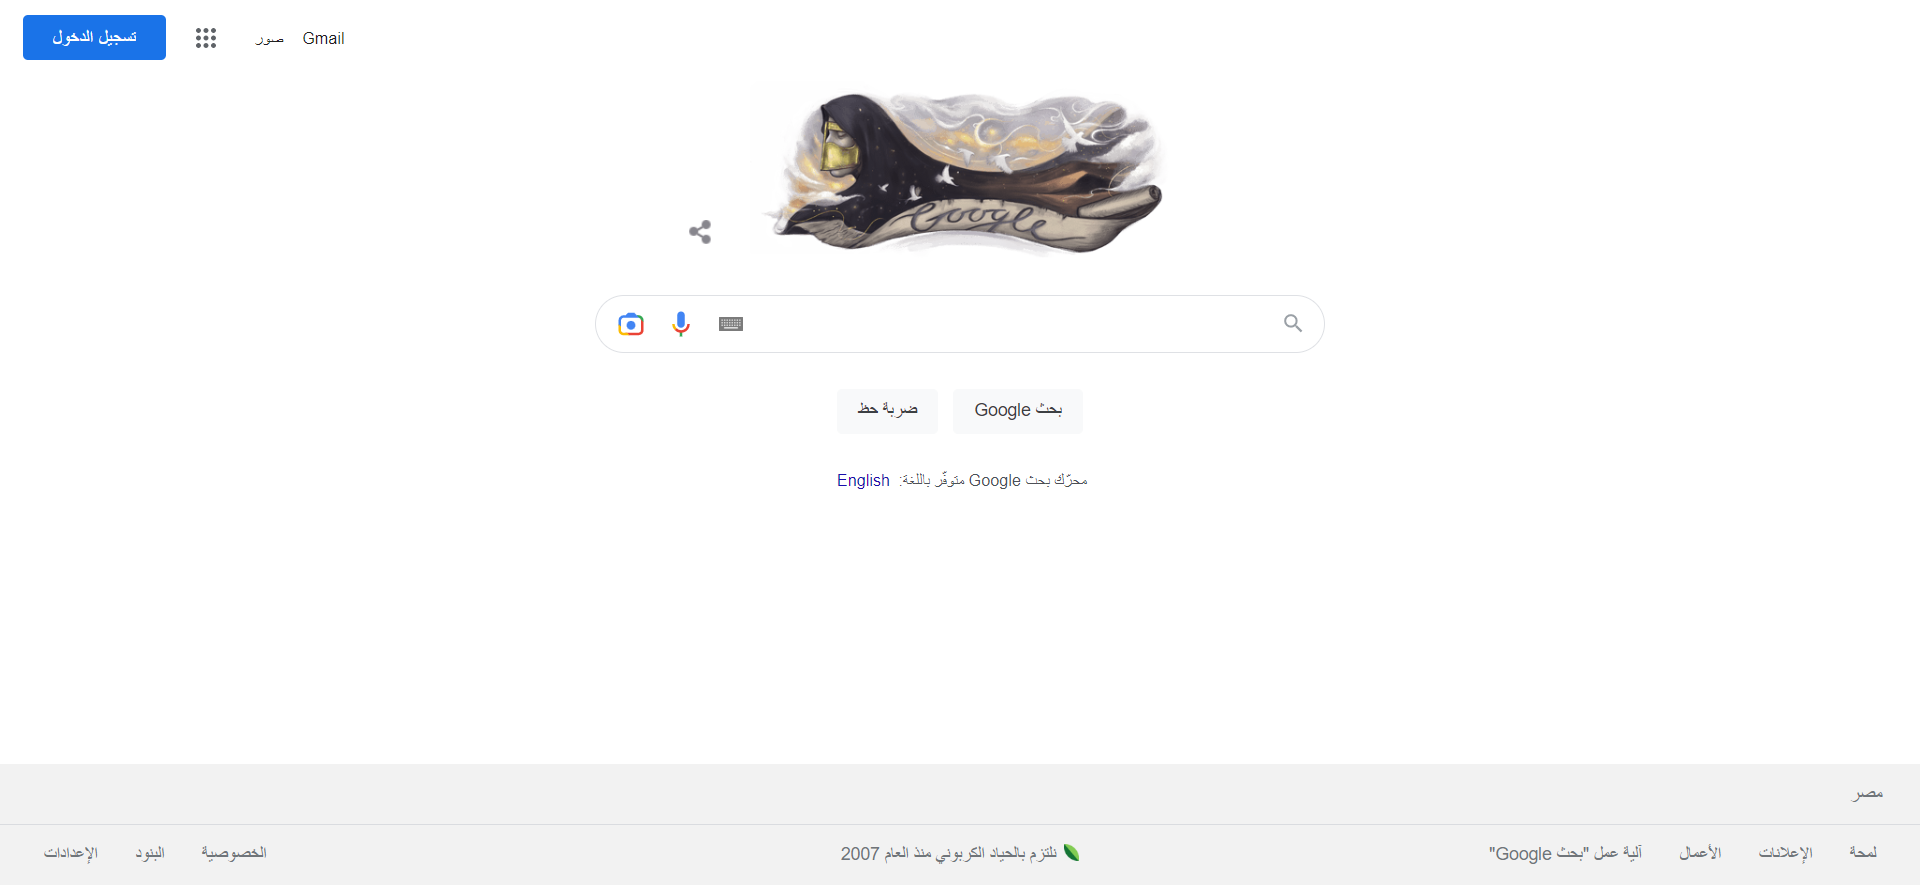 Gmail صور تسجيل الدخول
Google
بحث Google ضربة حظ
محرّك بحث Google متوفّر باللغة: English
مصر
لمحة الإعلانات الأعمال آلية عمل "بحث Google" نلتزم بالحياد الكربوني منذ العام 2007 الخصوصية البنود الإعدادات